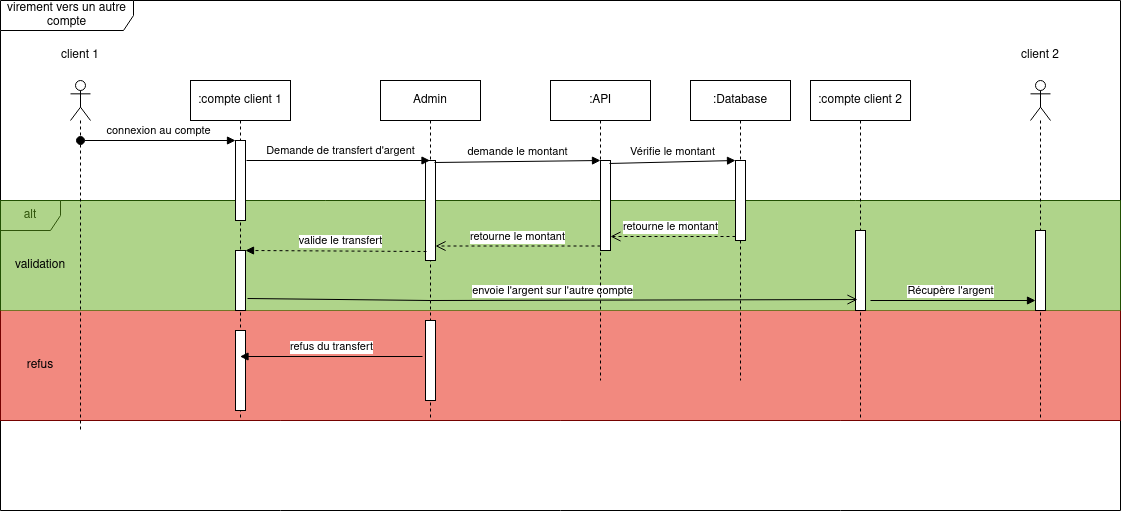 virement vers un autre
compte
client 1
client 2
:compte client 1
Admin
:API
:Database
:compte client 2
connexion au compte
Demande de transfert d'argent
demande le montant
Vérifie le montant
alt
retourne le montant
retourne le montant
valide le transfert
validation
envoie l'argent sur l'autre compte
Récupère l'argent
refus du transfert
refus